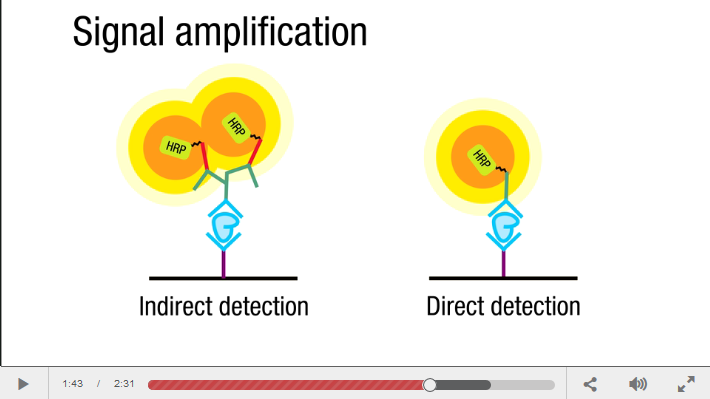 Signal amplification
HRP
HRP
HRP
Indirect detection
Direct detection
1:43 / 2:31